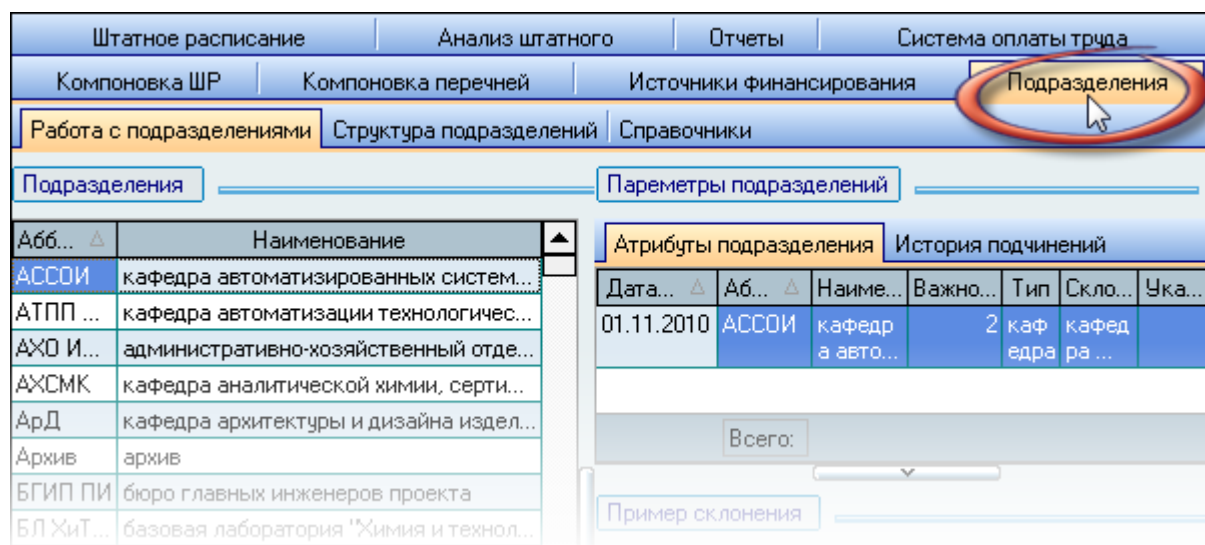 Штатное расписание Анализ штатного Отчеты Система оплаты труда
Компоновка ШР Компоновка перечней Источники финансирования Подразделения
Работа с подразделениями Структура подразделений Справочники
Подразделения Пареметры подразделений
Абб... Наименование
АССОИ кафедра автоматизированных систем...
АТПП ... кафедра автоматизации технологичес...
АХО И... административно-хозяйственный отде...
АХСМК кафедра аналитической химии, серти...
АрД кафедра архитектуры и дизайна издел...
Архив архив
БГИП ПИ бюро главных инженеров проекта
БЛ ХиТ... базовая лаборатория "Химия и технол...
Атрибуты подразделения История подчинений
Дата... Аб... Наиме... Важно... Тип Скло... Ука...
01.11.2010 АССОИ кафедр 2 каф кафед
а авто... едра ра ...
Всего:
Пример склонения